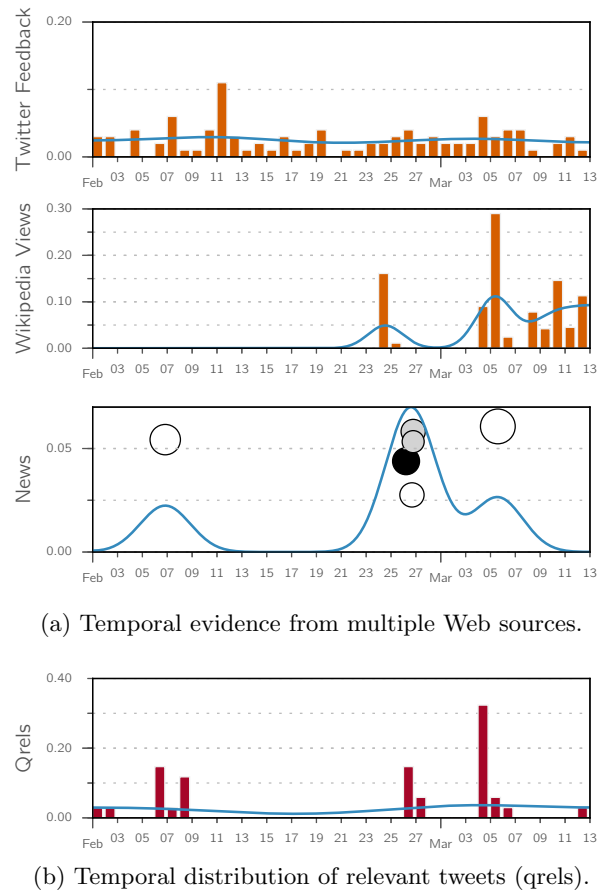 Twitter Feedback
0.20
0.00
Feb 03 05 07 09 11 13 15 17 19 21 23 25 27 Mar 03 05 07 09 11 13
Wikipedia Views
0.30
0.20
0.10
0.00
Feb 03 05 07 09 11 13 15 17 19 21 23 25 27 Mar 03 05 07 09 11 13
News
0.05
0.00
Feb 03 05 07 09 11 13 15 17 19 21 23 25 27 Mar 03 05 07 09 11 13
(a) Temporal evidence from multiple Web sources.
Qrels
0.40
0.20
0.00
Feb 03 05 07 09 11 13 15 17 19 21 23 25 27 Mar 03 05 07 09 11 13
(b) Temporal distribution of relevant tweets (qrels).